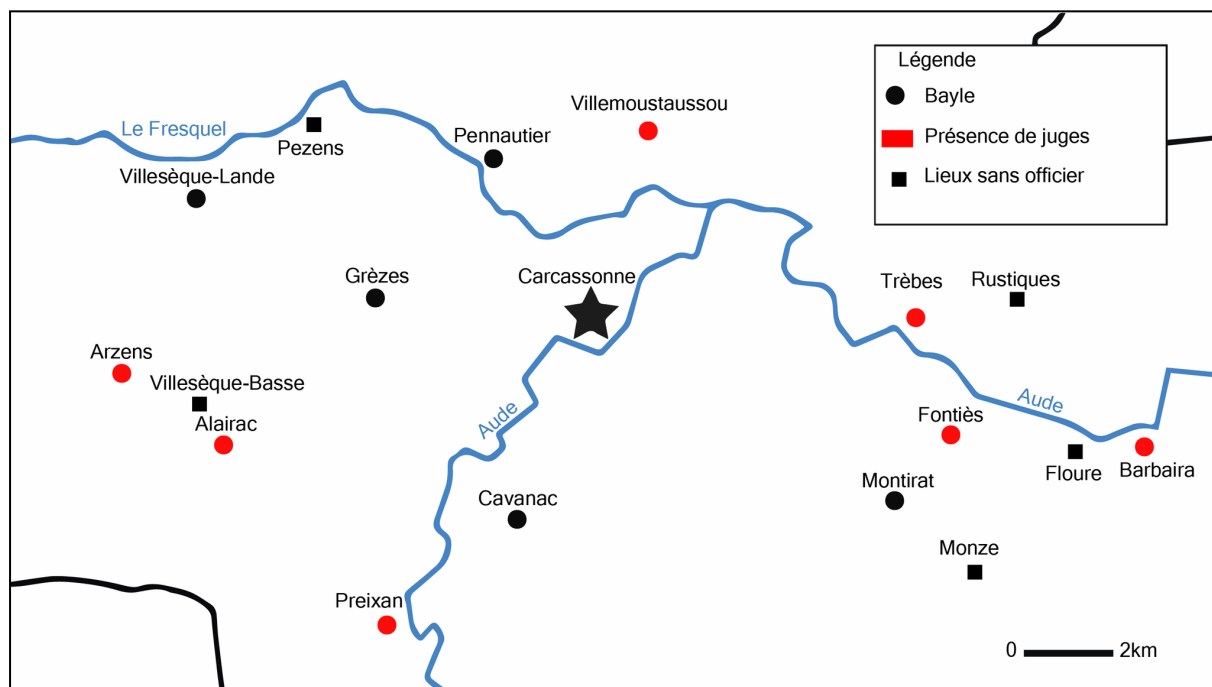 Légende
Bayle
Présence de juges
Lieux sans officier
Villemoustaussou
Le Fresquel
Pezens
Pennautier
Villesèque-Lande
Grèzes
Carcassonne
Trèbes
Rustiques
Arzens
Villesèque-Basse
Alairac
Aude
Aude
Fontiès
Floure
Barbaira
Montirat
Cavanac
Monze
Preixan
0 2km